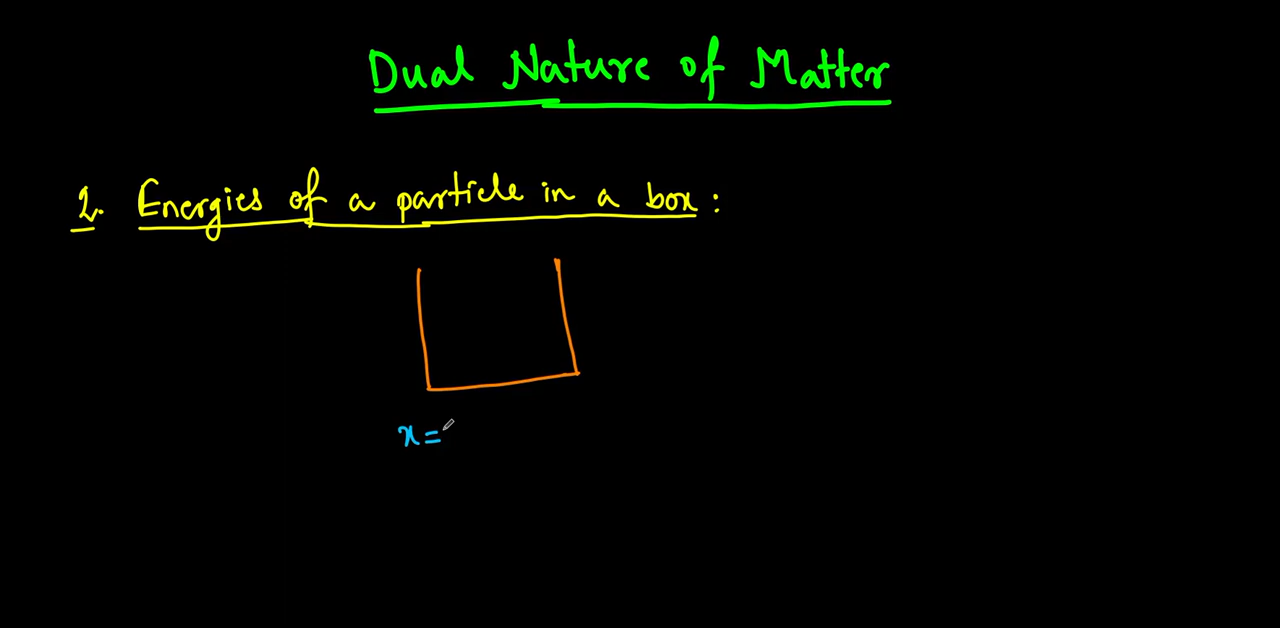 Dual Nature of Matter
2. Energies of a particle in a box :
x =